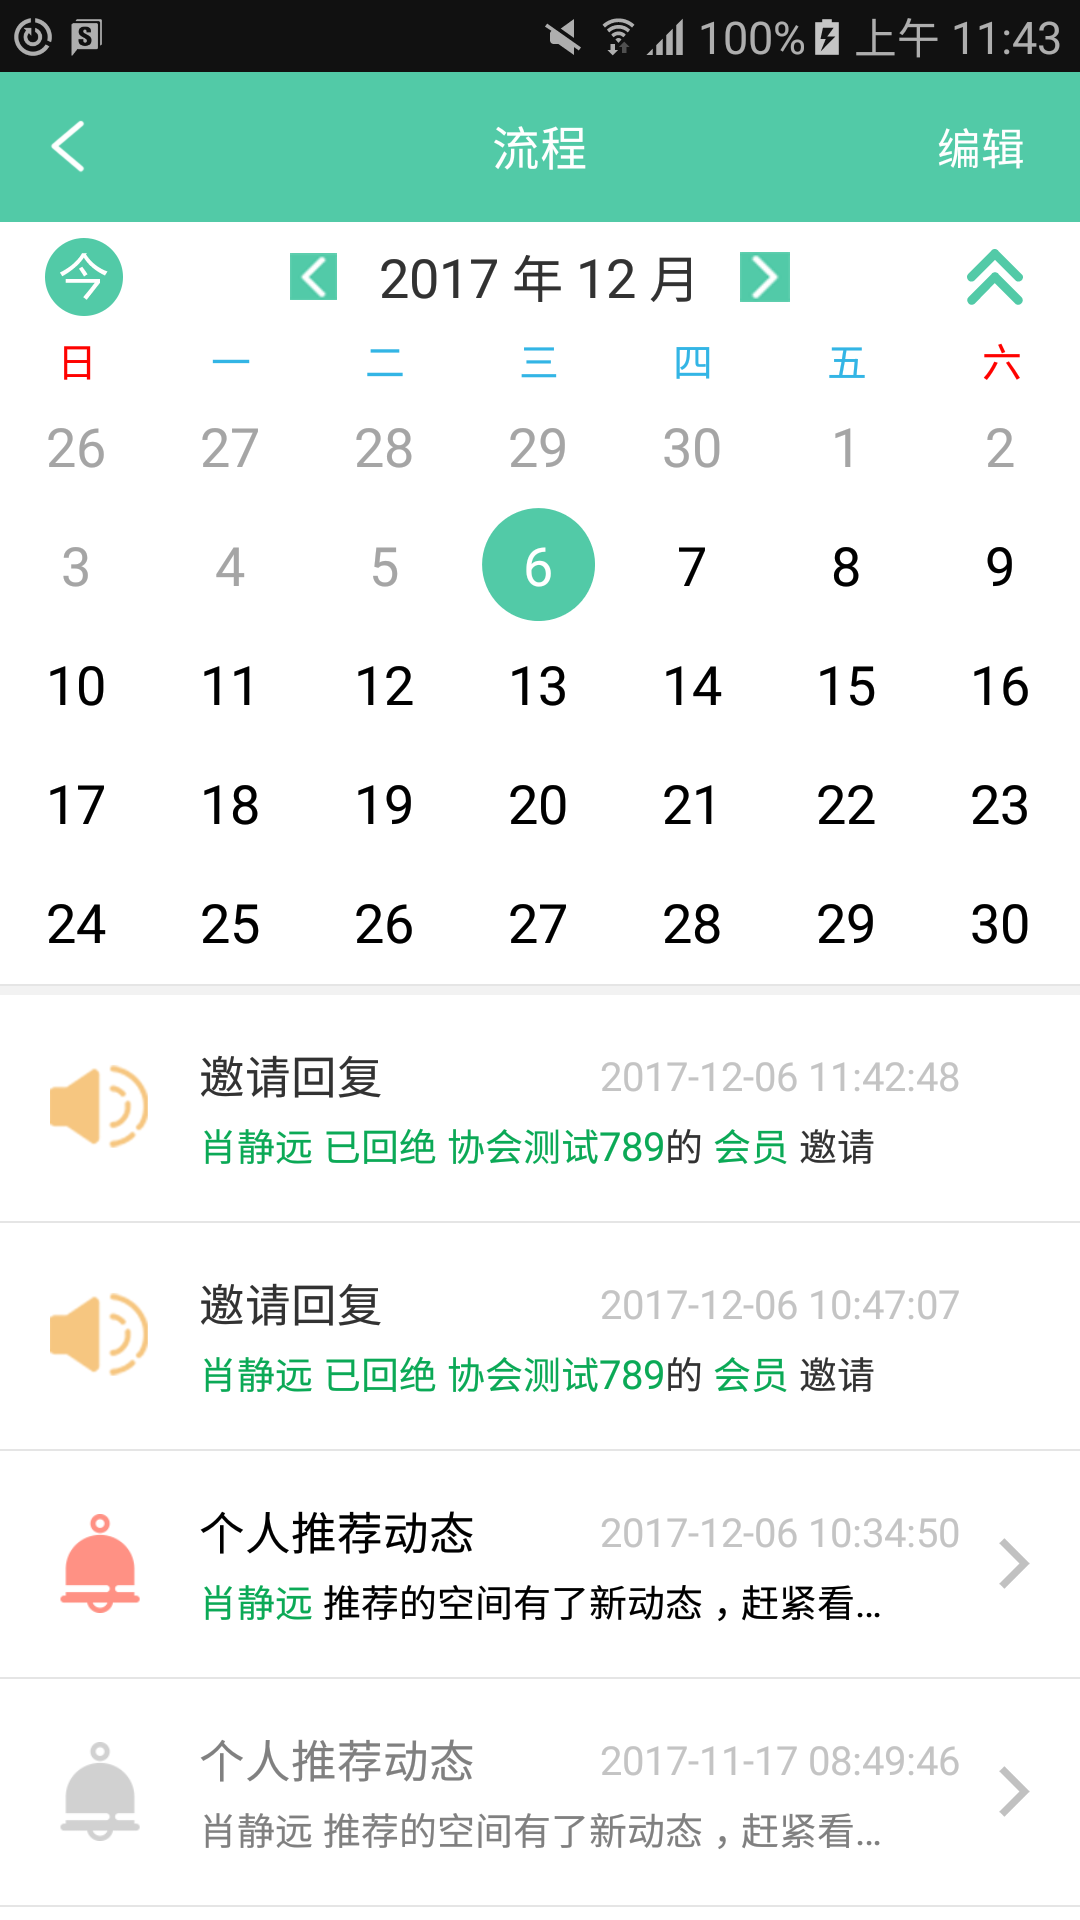 100% 上午 11:43
流程 编辑
今 2017 年 12 月
日 一 二 三 四 五 六
26 27 28 29 30 1 2
3 4 5 6 7 8 9
10 11 12 13 14 15 16
17 18 19 20 21 22 23
24 25 26 27 28 29 30
邀请回复 2017-12-06 11:42:48
肖静远 已回绝 协会测试789的 会员 邀请
邀请回复 2017-12-06 10:47:07
肖静远 已回绝 协会测试789的 会员 邀请
个人推荐动态 2017-12-06 10:34:50
肖静远 推荐的空间有了新动态，赶紧看...
个人推荐动态 2017-11-17 08:49:46
肖静远 推荐的空间有了新动态，赶紧看...